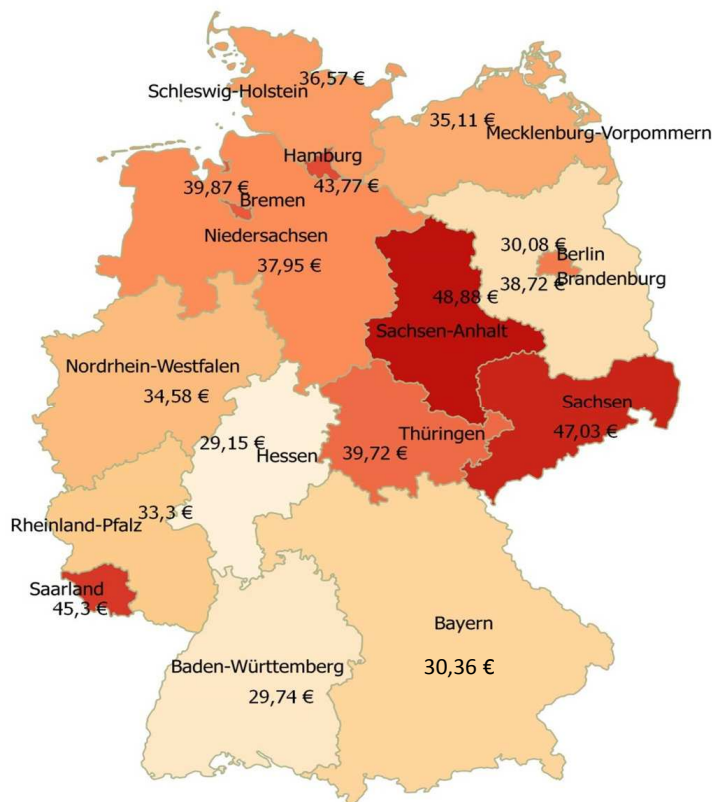 36,57 €
Schleswig-Holstein
35,11 €
Mecklenburg-Vorpommern
Hamburg
43,77 €
39,87 €
Bremen
Niedersachsen
37,95 €
30,08 €
Berlin
38,72 €
Brandenburg
48,88 €
Sachsen-Anhalt
Nordrhein-Westfalen
34,58 €
Sachsen
47,03 €
29,15 €
Hessen
Thüringen
39,72 €
33,3 €
Rheinland-Pfalz
Saarland
45,3 €
Bayern
30,36 €
Baden-Württemberg
29,74 €